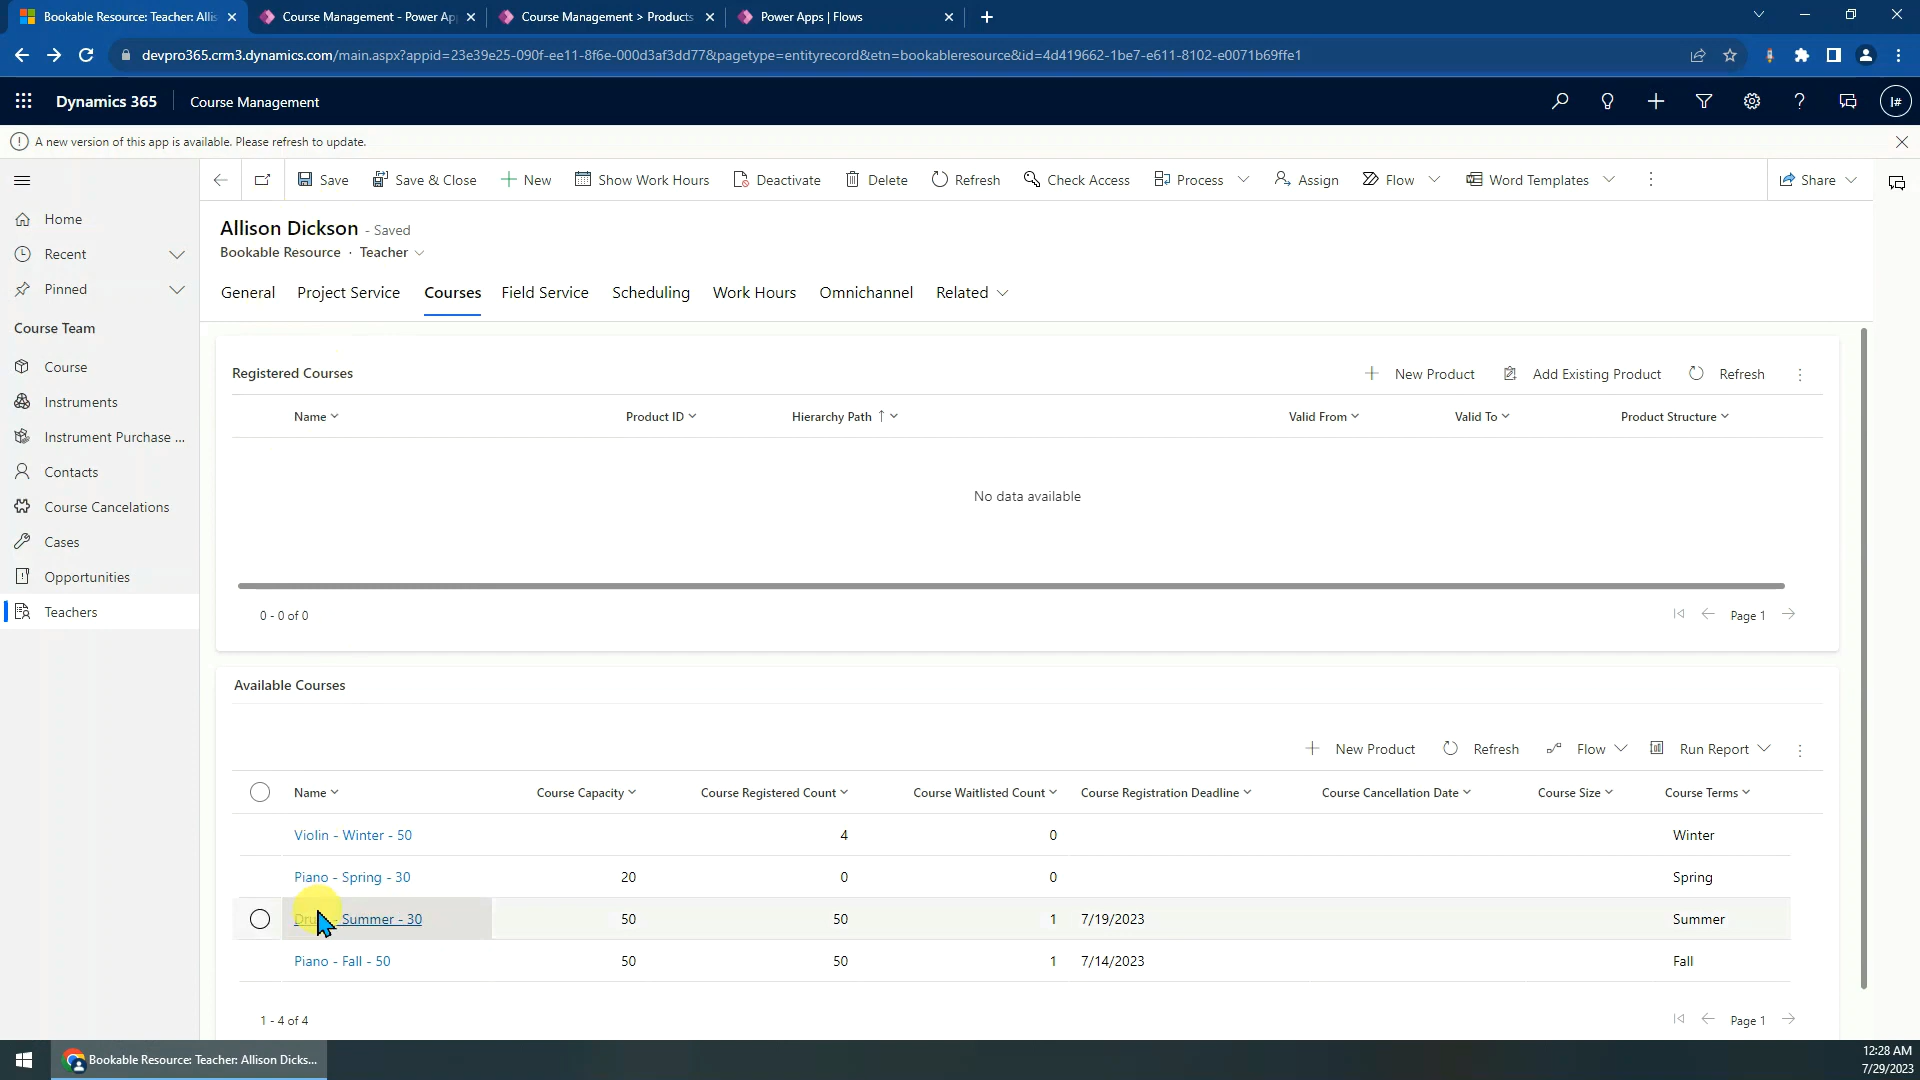 Bookable Resource: Teacher: Allis
Course Management - Power Ap
Course Management > Products
Power Apps | Flows
devpro365.crm3.dynamics.com/main.aspx?appid=23e39e25-090f-ee11-8f6e-000d3af3dd77&pagetype=entityrecord&etn=bookableresource&id=4d419662-1be7-e611-8102-e0071b69ffe1
Dynamics 365
Course Management
I#
A new version of this app is available. Please refresh to update.
Save
Save & Close
New
Show Work Hours
Deactivate
Delete
Refresh
Check Access
Process
Assign
Flow
Word Templates
Share
Home
Recent
Pinned
Course Team
Course
Instruments
Instrument Purchase ...
Contacts
Course Cancelations
Cases
Opportunities
Teachers
Allison Dickson - Saved
Bookable Resource · Teacher
General
Project Service
Courses
Field Service
Scheduling
Work Hours
Omnichannel
Related
Registered Courses
New Product
Add Existing Product
Refresh
Name
Product ID
Hierarchy Path ↑
Valid From
Valid To
Product Structure
No data available
0 - 0 of 0
Page 1
Available Courses
New Product
Refresh
Flow
Run Report
Name
Course Capacity
Course Registered Count
Course Waitlisted Count
Course Registration Deadline
Course Cancellation Date
Course Size
Course Terms
Violin - Winter - 50 4 0 Winter
Piano - Spring - 30 20 0 0 Spring
Summer - 30 50 50 1 7/19/2023 Summer
Piano - Fall - 50 50 50 1 7/14/2023 Fall
1 - 4 of 4
Page 1
Bookable Resource: Teacher: Allison Dicks...
12:28 AM
7/29/2023